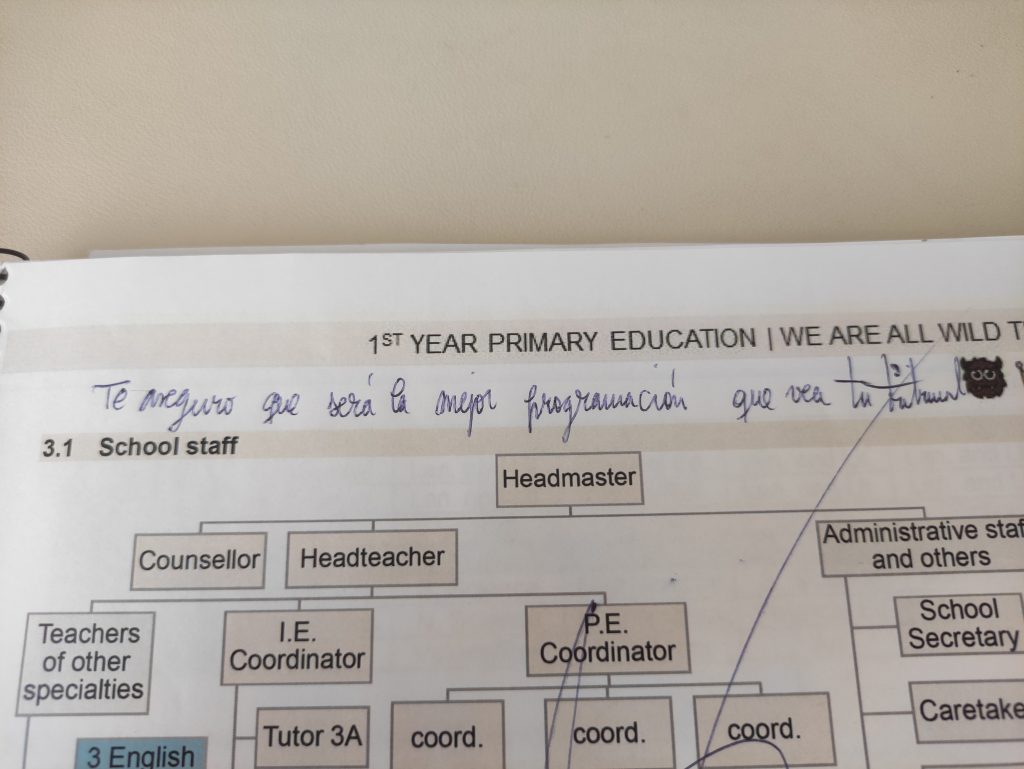 1ST YEAR PRIMARY EDUCATION | WE ARE ALL WILD T
Te aseguro que será la mejor programación que vea tu tribunal
3.1 School staff
Headmaster
Counsellor
Headteacher
Administrative staf
and others
Teachers
of other
specialties
I.E.
Coordinator
P.E.
Coordinator
School
Secretary
3 English
Tutor 3A
coord.
coord.
coord.
Caretake